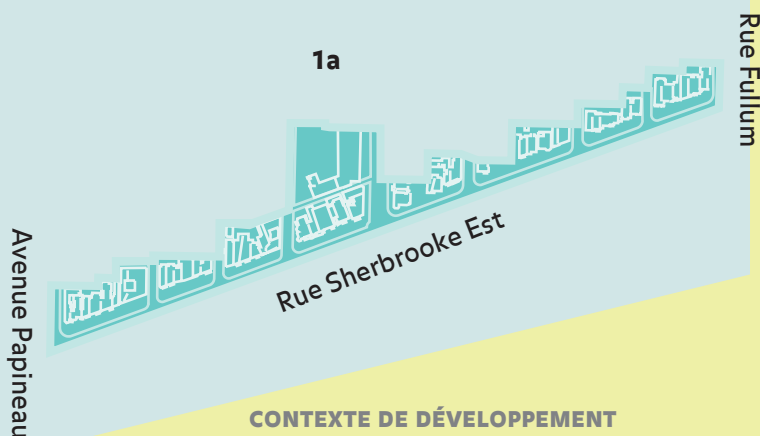 1a
Rue Fullum
Rue Sherbrooke Est
Avenue Papineau
CONTEXTE DE DÉVELOPPEMENT